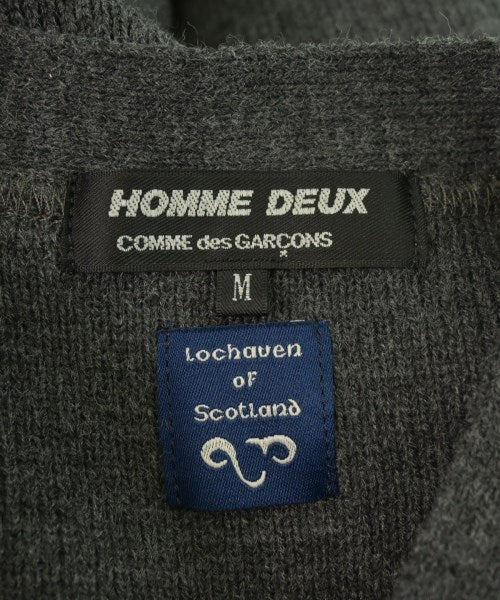 HOMME DEUX
COMME des GARÇONS
M
Lochaven
of
Scotland